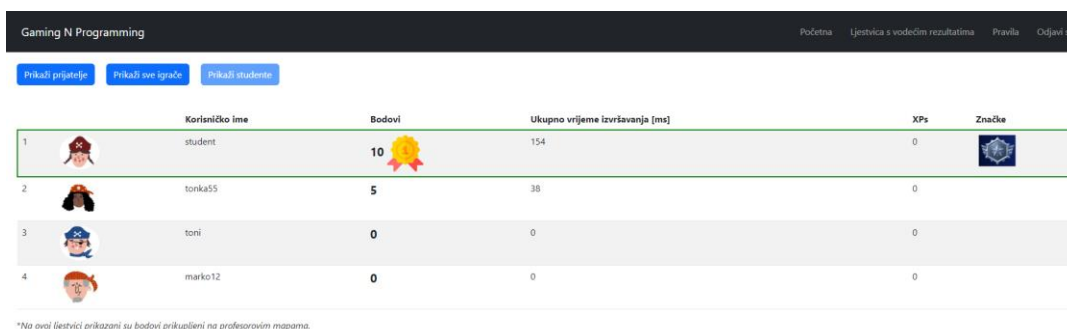 Gaming N Programming Početna Ljestvica s vodećim rezultatima Pravila Odjavi
Prikaži prijatelje Prikaži sve igrače Prikaži studente
Korisničko ime Bodovi Ukupno vrijeme izvršavanja [ms] XPs Značke
1 student 10 154 0
2 tonka55 5 38 0
3 toni 0 0 0
4 marko12 0 0 0
*Na ovoj ljestvici prikazani su bodovi prikupljeni na profesorovim mapama.